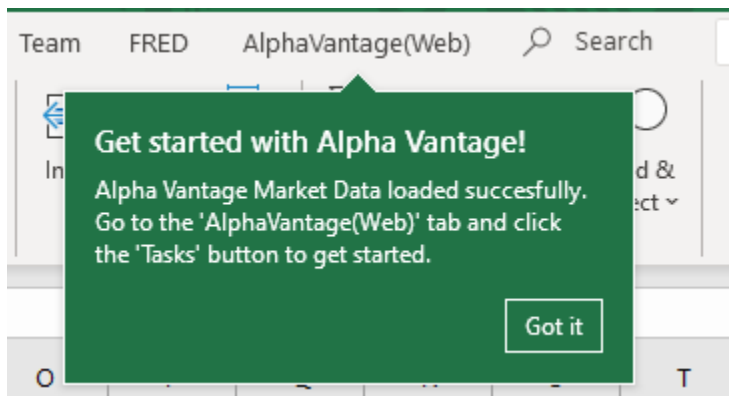 Team FRED AlphaVantage(Web) Search
Get started with Alpha Vantage!
Alpha Vantage Market Data loaded succesfully.
Go to the 'AlphaVantage(Web)' tab and click
the 'Tasks' button to get started.
Got it
In
d &
ect
O T